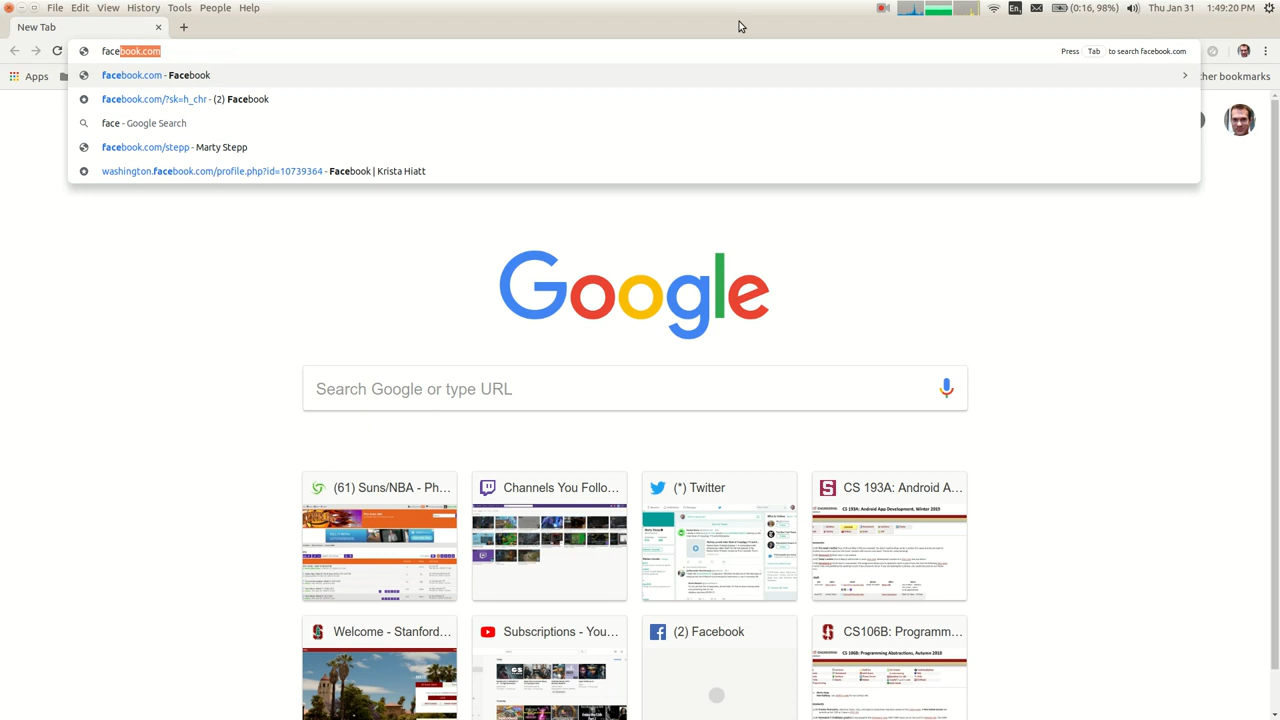 File Edit View History Tools People Help
En (0:16, 98%) Thu Jan 31 1:49:20 PM
New Tab
facebook.com Press Tab to search facebook.com
Apps her bookmarks
facebook.com - Facebook
facebook.com/?sk=h_chr - (2) Facebook
face - Google Search
facebook.com/stepp - Marty Stepp
washington.facebook.com/profile.php?id=10739364 - Facebook | Krista Hiatt
Google
Search Google or type URL
(61) Suns/NBA - Ph... Channels You Follo... (*) Twitter CS 193A: Android A...
Welcome - Stanford... Subscriptions - You... (2) Facebook CS106B: Programm...